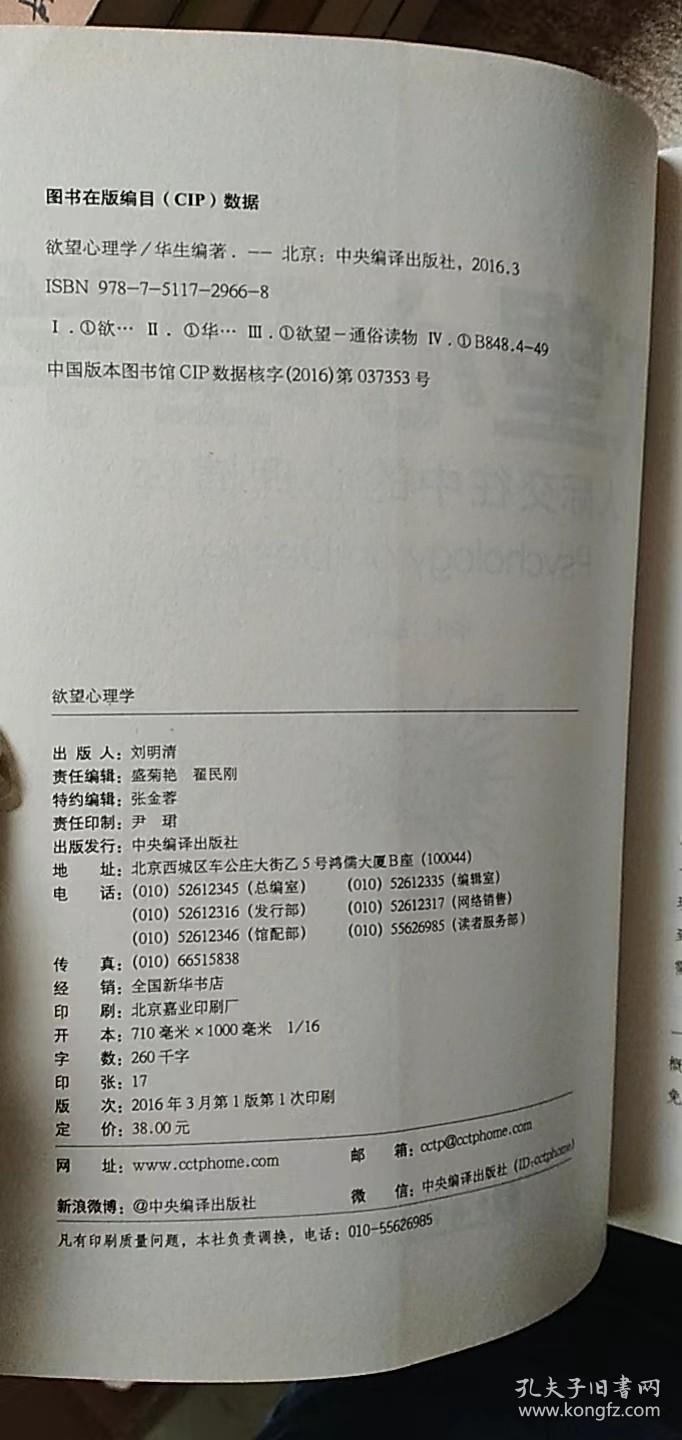 图书在版编目(CIP)数据
欲望心理学/华生编著. -- 北京: 中央编译出版社, 2016.3
ISBN 978-7-5117-2966-8
Ⅰ.①欲… Ⅱ. ①华… Ⅲ.①欲望-通俗读物 Ⅳ.①B848.4-49
中国版本图书馆CIP数据核字(2016)第037353号
欲望心理学
出 版 人: 刘明清
责任编辑: 盛菊艳 翟民刚
特约编辑: 张金蓉
责任印制: 尹 珺
出版发行: 中央编译出版社
地 址: 北京西城区车公庄大街乙5号鸿儒大厦B座 (100044)
电 话: (010) 52612345 (总编室) (010) 52612335 (编辑室)
(010) 52612316 (发行部) (010) 52612317 (网络销售)
(010) 52612346 (馆配部) (010) 55626985 (读者服务部)
传 真: (010) 66515838
经 销: 全国新华书店
印 刷: 北京嘉业印刷厂
开 本: 710毫米×1000毫米 1/16
字 数: 260千字
印 张: 17
版 次: 2016年3月第1版第1次印刷
定 价: 38.00元
网 址: www.cctphome.com 邮 箱: cctp@cctphome.com
新浪微博: @中央编译出版社 微 信: 中央编译出版社 (ID:cctphome)
凡有印刷质量问题, 本社负责调换, 电话: 010-55626985
概
免
孔夫子旧书网
www.kongfz.com